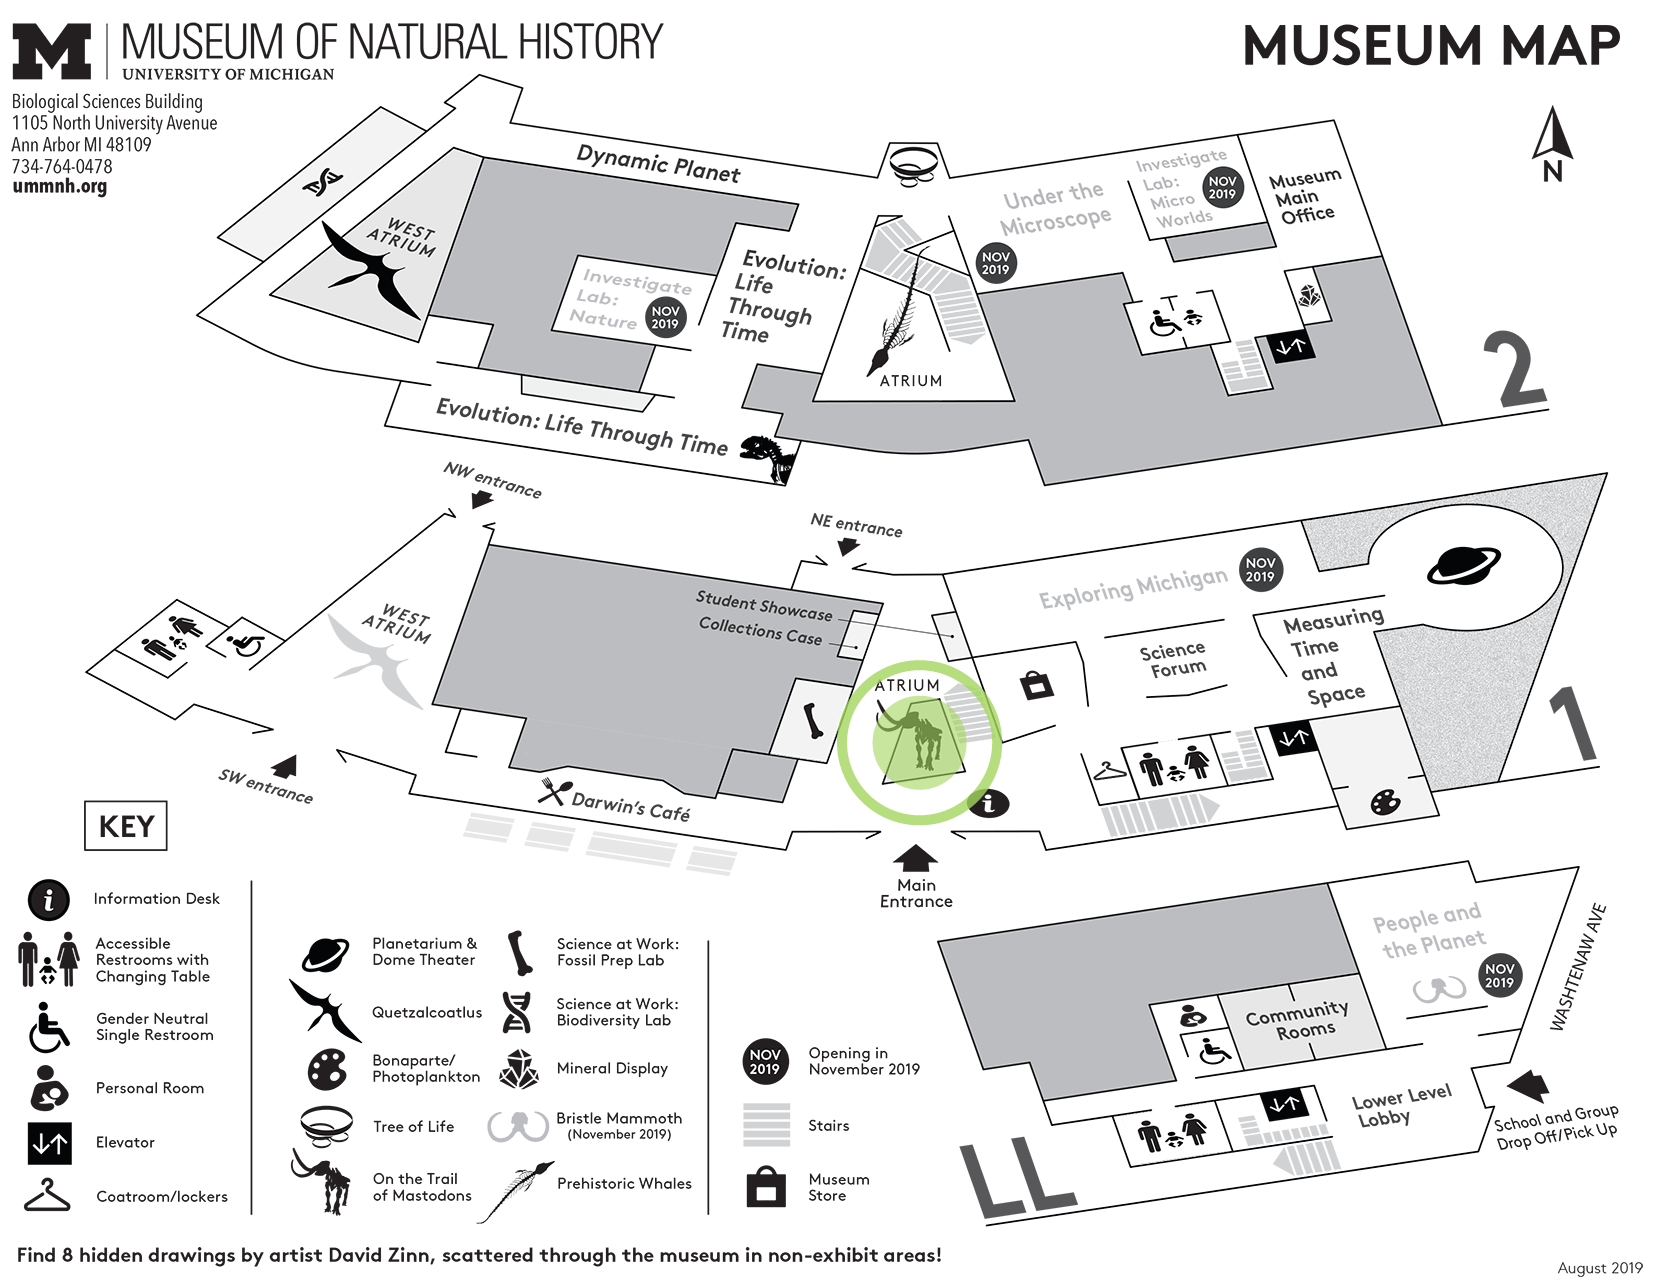 M
MUSEUM OF NATURAL HISTORY
UNIVERSITY OF MICHIGAN
MUSEUM MAP
Biological Sciences Building
1105 North University Avenue
Ann Arbor MI 48109
734-764-0478
ummnh.org
N
Dynamic Planet
WEST
ATRIUM
Investigate
Lab:
Nature
NOV
2019
Evolution:
Life
Through
Time
Evolution: Life Through Time
ATRIUM
Under the
Microscope
NOV
2019
Investigate
Lab:
Micro
Worlds
NOV
2019
Museum
Main
Office
2
NW entrance
NE entrance
WEST
ATRIUM
Student Showcase
Collections Case
ATRIUM
Exploring Michigan
NOV
2019
Science
Forum
Measuring
Time
and
Space
1
SW entrance
Darwin's Café
i
Main
Entrance
People and
the Planet
NOV
2019
Community
Rooms
Lower Level
Lobby
WASHTENAW AVE
School and Group
Drop Off/Pick Up
LL
KEY
i
Information Desk
Accessible
Restrooms with
Changing Table
Gender Neutral
Single Restroom
Personal Room
Elevator
Coatroom/lockers
Planetarium &
Dome Theater
Quetzalcoatlus
Bonaparte/
Photoplankton
Tree of Life
On the Trail
of Mastodons
Science at Work:
Fossil Prep Lab
Science at Work:
Biodiversity Lab
Mineral Display
Bristle Mammoth
(November 2019)
Prehistoric Whales
NOV
2019
Opening in
November 2019
Stairs
Museum
Store
Find 8 hidden drawings by artist David Zinn, scattered through the museum in non-exhibit areas!
August 2019